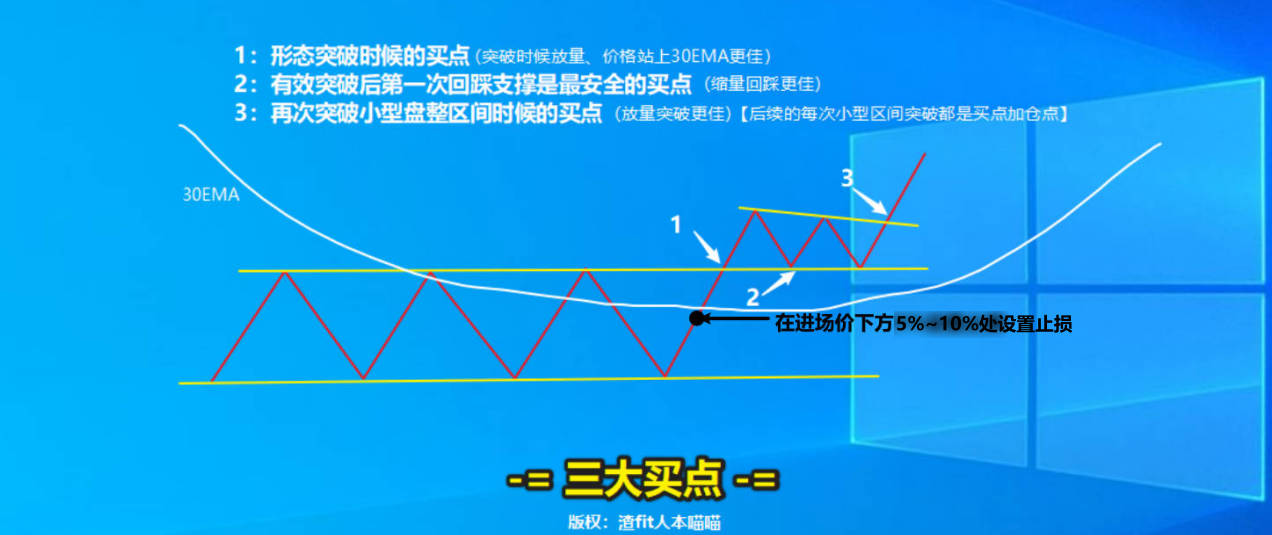 1：形态突破时候的买点（突破时候放量、价格站上30EMA更佳）
2：有效突破后第一次回踩支撑是最安全的买点（缩量回踩更佳）
3：再次突破小型盘整区间时候的买点（放量突破更佳）【后续的每次小型区间突破都是买点加仓点】
30EMA
3
1
2
在进场价下方5%~10%处设置止损
-= 三大买点 -=
版权：渣fit人本喵喵